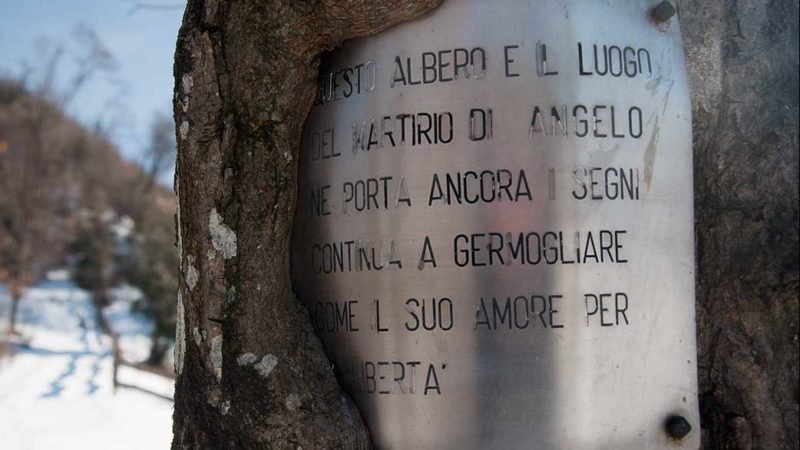 QUESTO ALBERO E IL LUOGO
DEL MARTIRIO DI ANGELO
NE PORTA ANCORA I SEGNI
CONTINUA A GERMOGLIARE
COME IL SUO AMORE PER
LIBERTA'